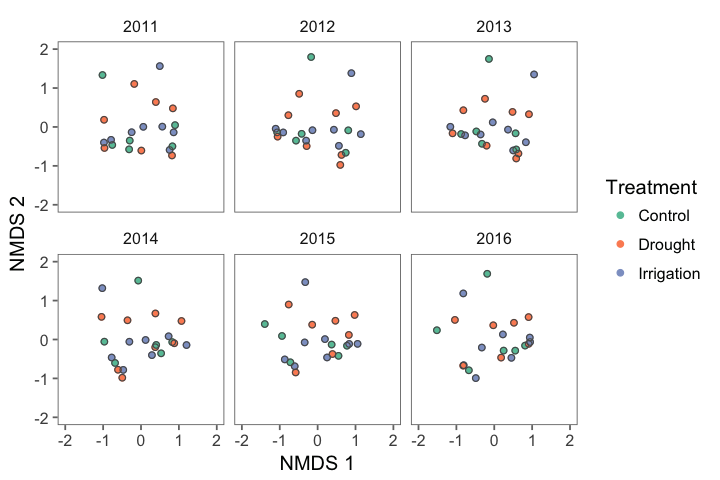 2011 2012 2013
2
1
0
-1
-2
2014 2015 2016
2
1
0
-1
-2
-2 -1 0 1 2 -2 -1 0 1 2 -2 -1 0 1 2
NMDS 1
NMDS 2
Treatment
Control
Drought
Irrigation